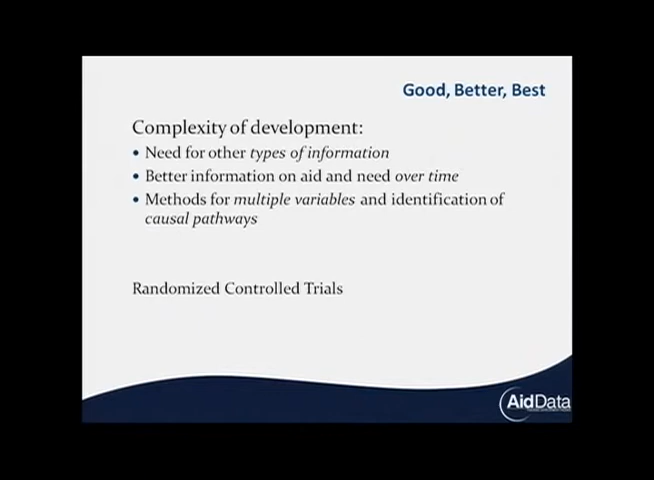 Good, Better, Best
Complexity of development:
• Need for other types of information
• Better information on aid and need over time
• Methods for multiple variables and identification of
causal pathways
Randomized Controlled Trials
AidData